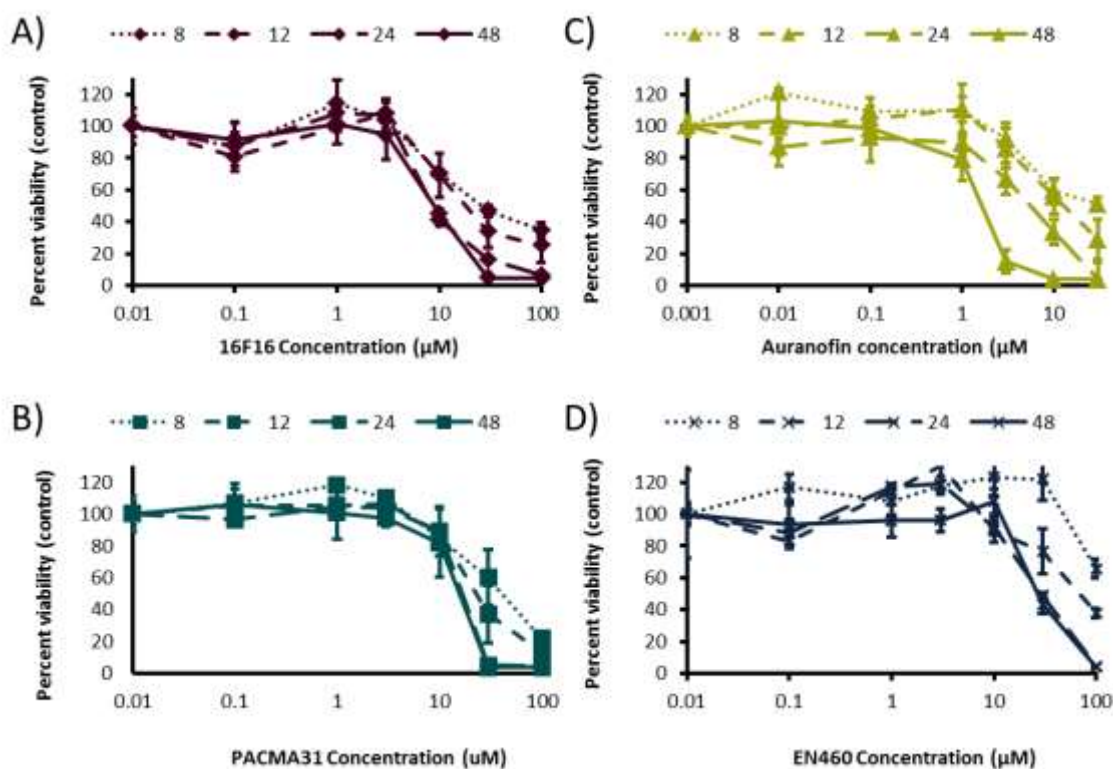 A)
8 12 24 48
Percent viability (control)
120
100
80
60
40
20
0
0.01 0.1 1 10 100
16F16 Concentration (µM)
C)
8 12 24 48
Percent viability (control)
120
100
80
60
40
20
0
0.001 0.01 0.1 1 10
Auranofin concentration (µM
B)
8 12 24 48
Percent viability (control)
120
100
80
60
40
20
0
0.01 0.1 1 10 100
PACMA31 Concentration (uM)
D)
8 12 24 48
Percent viability (control)
120
100
80
60
40
20
0
0.01 0.1 1 10 100
EN460 Concentration (µM)